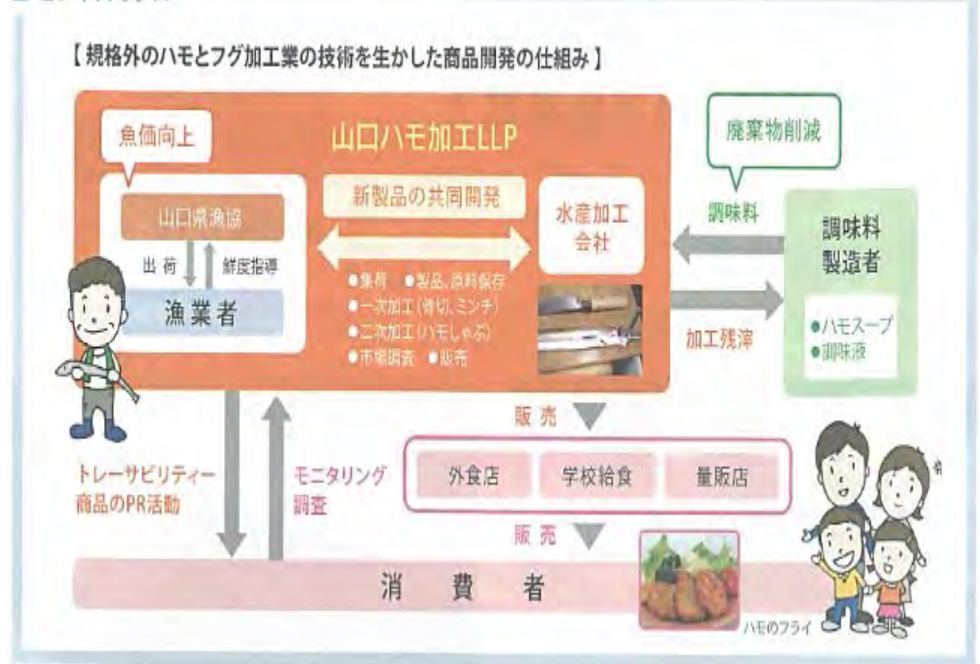 【規格外のハモとフグ加工業の技術を生かした商品開発の仕組み】
魚価向上
山口ハモ加工LLP
廃棄物削減
山口県漁協
出荷
鮮度指導
漁業者
新製品の共同開発
●集荷 ●製品、原料保存
●一次加工(骨切、ミンチ)
●二次加工(ハモしゃぶ)
●市場調査 ●販売
水産加工
会社
調味料
加工残滓
調味料
製造者
●ハモスープ
●調味液
トレーサビリティー
商品のPR活動
モニタリング
調査
販売
外食店
学校給食
量販店
販売
消費者
ハモのフライ